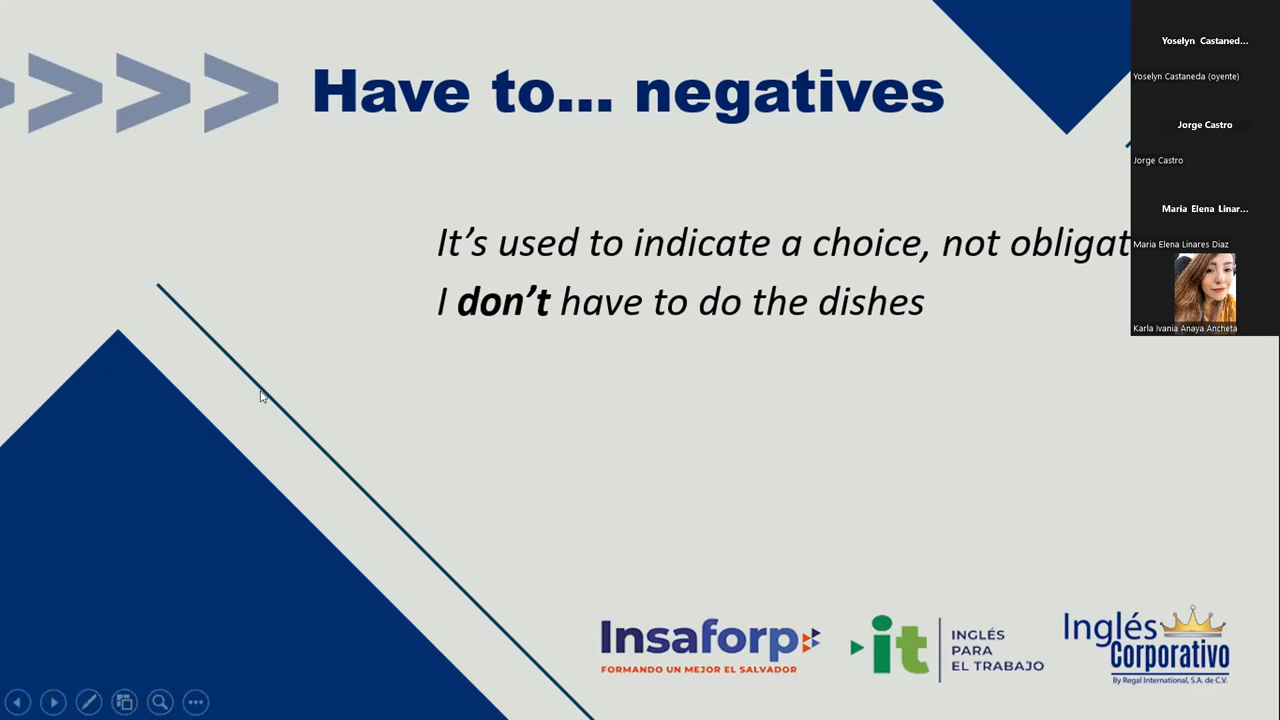 Have to... negatives
It's used to indicate a choice, not obligat
I don't have to do the dishes
Yoselyn Castaned...
Yoselyn Castaneda (oyente)
Jorge Castro
Jorge Castro
Maria Elena Linar...
Maria Elena Linares Diaz
Karla Ivania Anaya Ancheta
Insaforp
FORMANDO UN MEJOR EL SALVADOR
it
INGLÉS
PARA
EL TRABAJO
Inglés
Corporativo
By Regal International, S.A. de C.V.